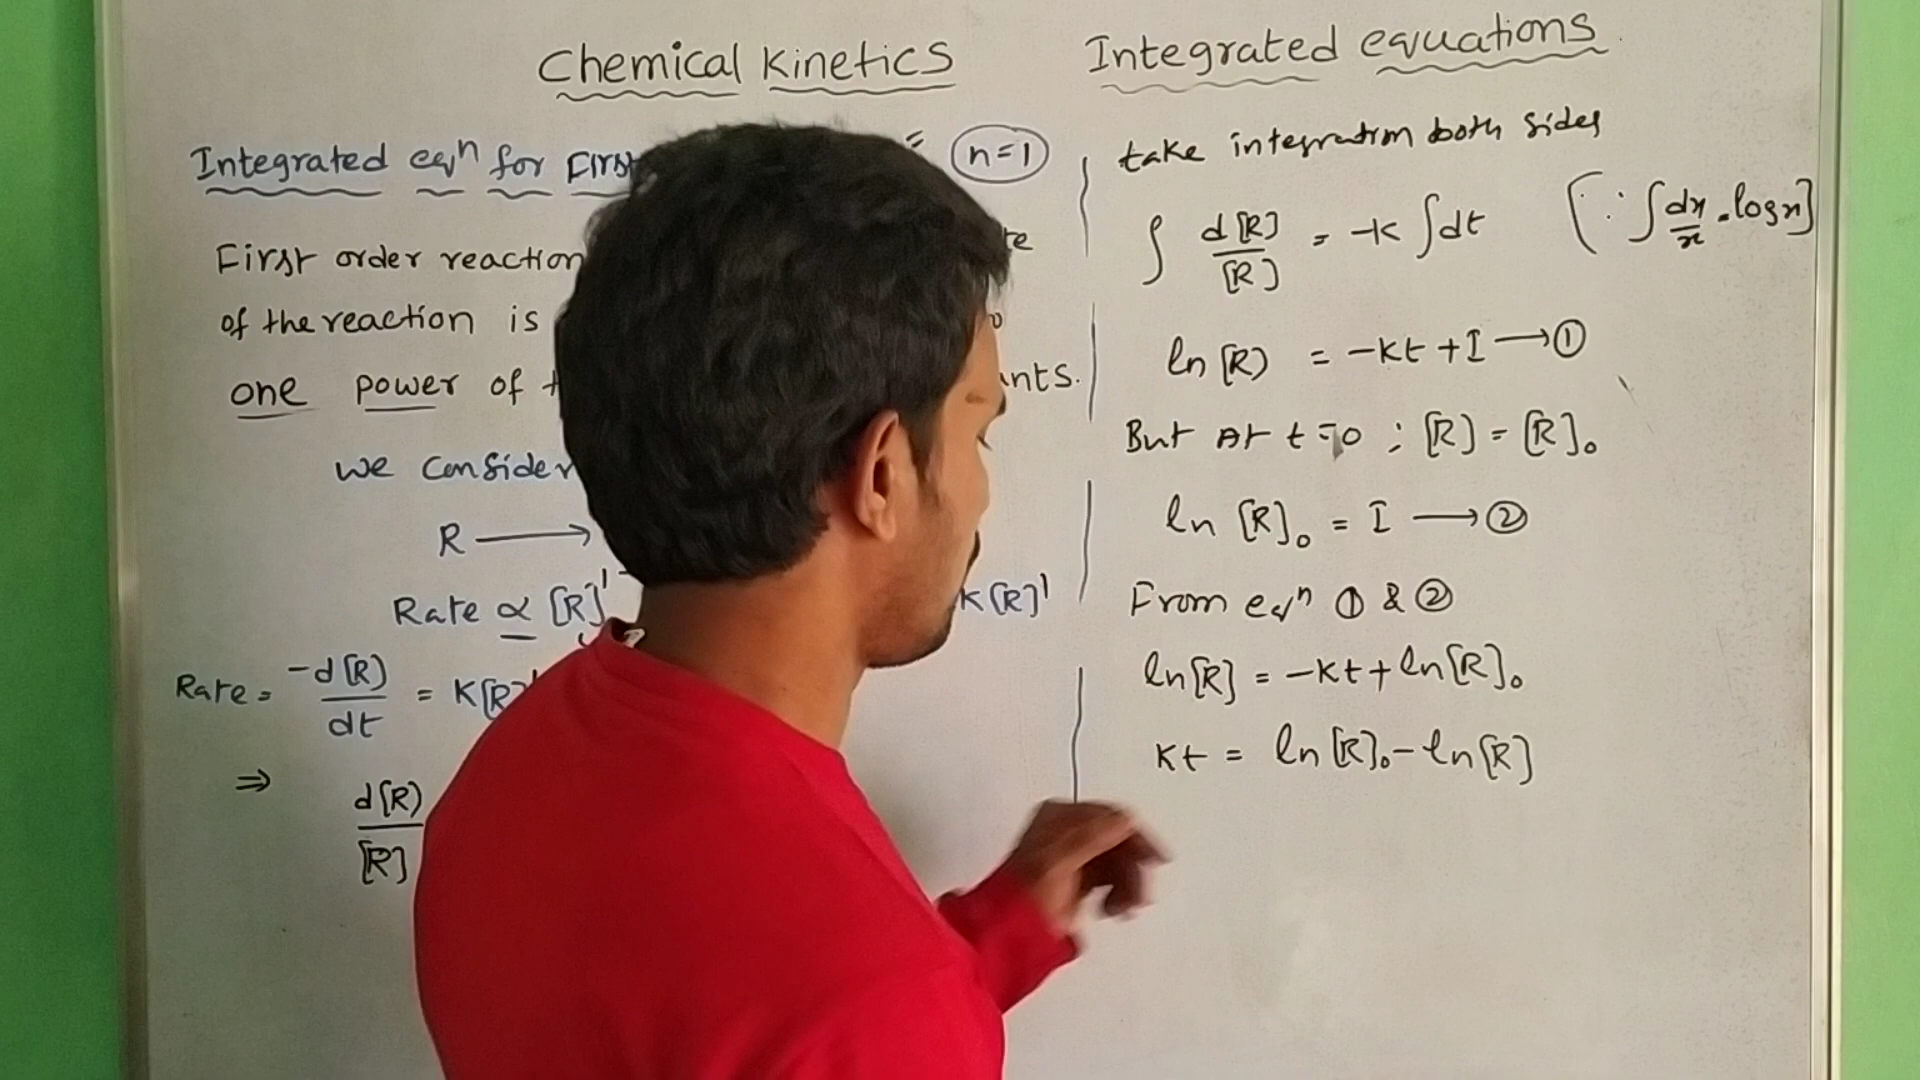 Chemical Kinetics
Integrated equations
Integrated eqn for First n=1
First order reaction
of the reaction is
one power of
we Consider
R ⟶
Rate ∝ [R]¹ K[R]¹
Rate = -d[R]/dt = K[R]¹
⇒ d[R]/[R]
take integration both sides
∫ d[R]/[R] = -K ∫dt [∵ ∫dx/x = logx]
ln[R] = -Kt + I ⟶ ①
But At t=0 ; [R] = [R]₀
ln [R]₀ = I ⟶ ②
From eqn ① & ②
ln[R] = -Kt + ln[R]₀
Kt = ln[R]₀ - ln[R]